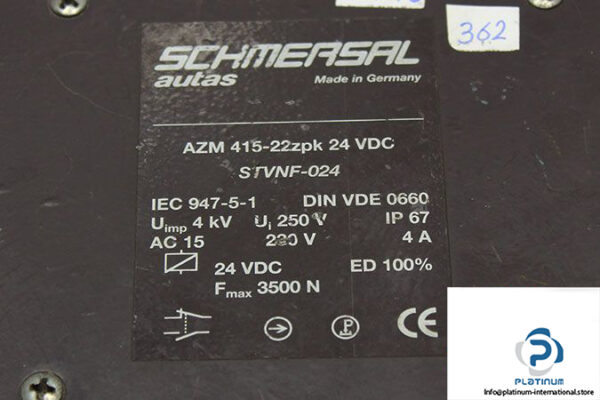 362
SCHMERSAL
autas
Made in Germany
AZM 415-22zpk 24 VDC
STVNF-024
IEC 947-5-1 DIN VDE 0660
Uimp 4 kV Ui 250 V IP 67
AC 15 230 V 4 A
24 VDC ED 100%
Fmax 3500 N
CE
PLATINUM
Info@platinum-international.store